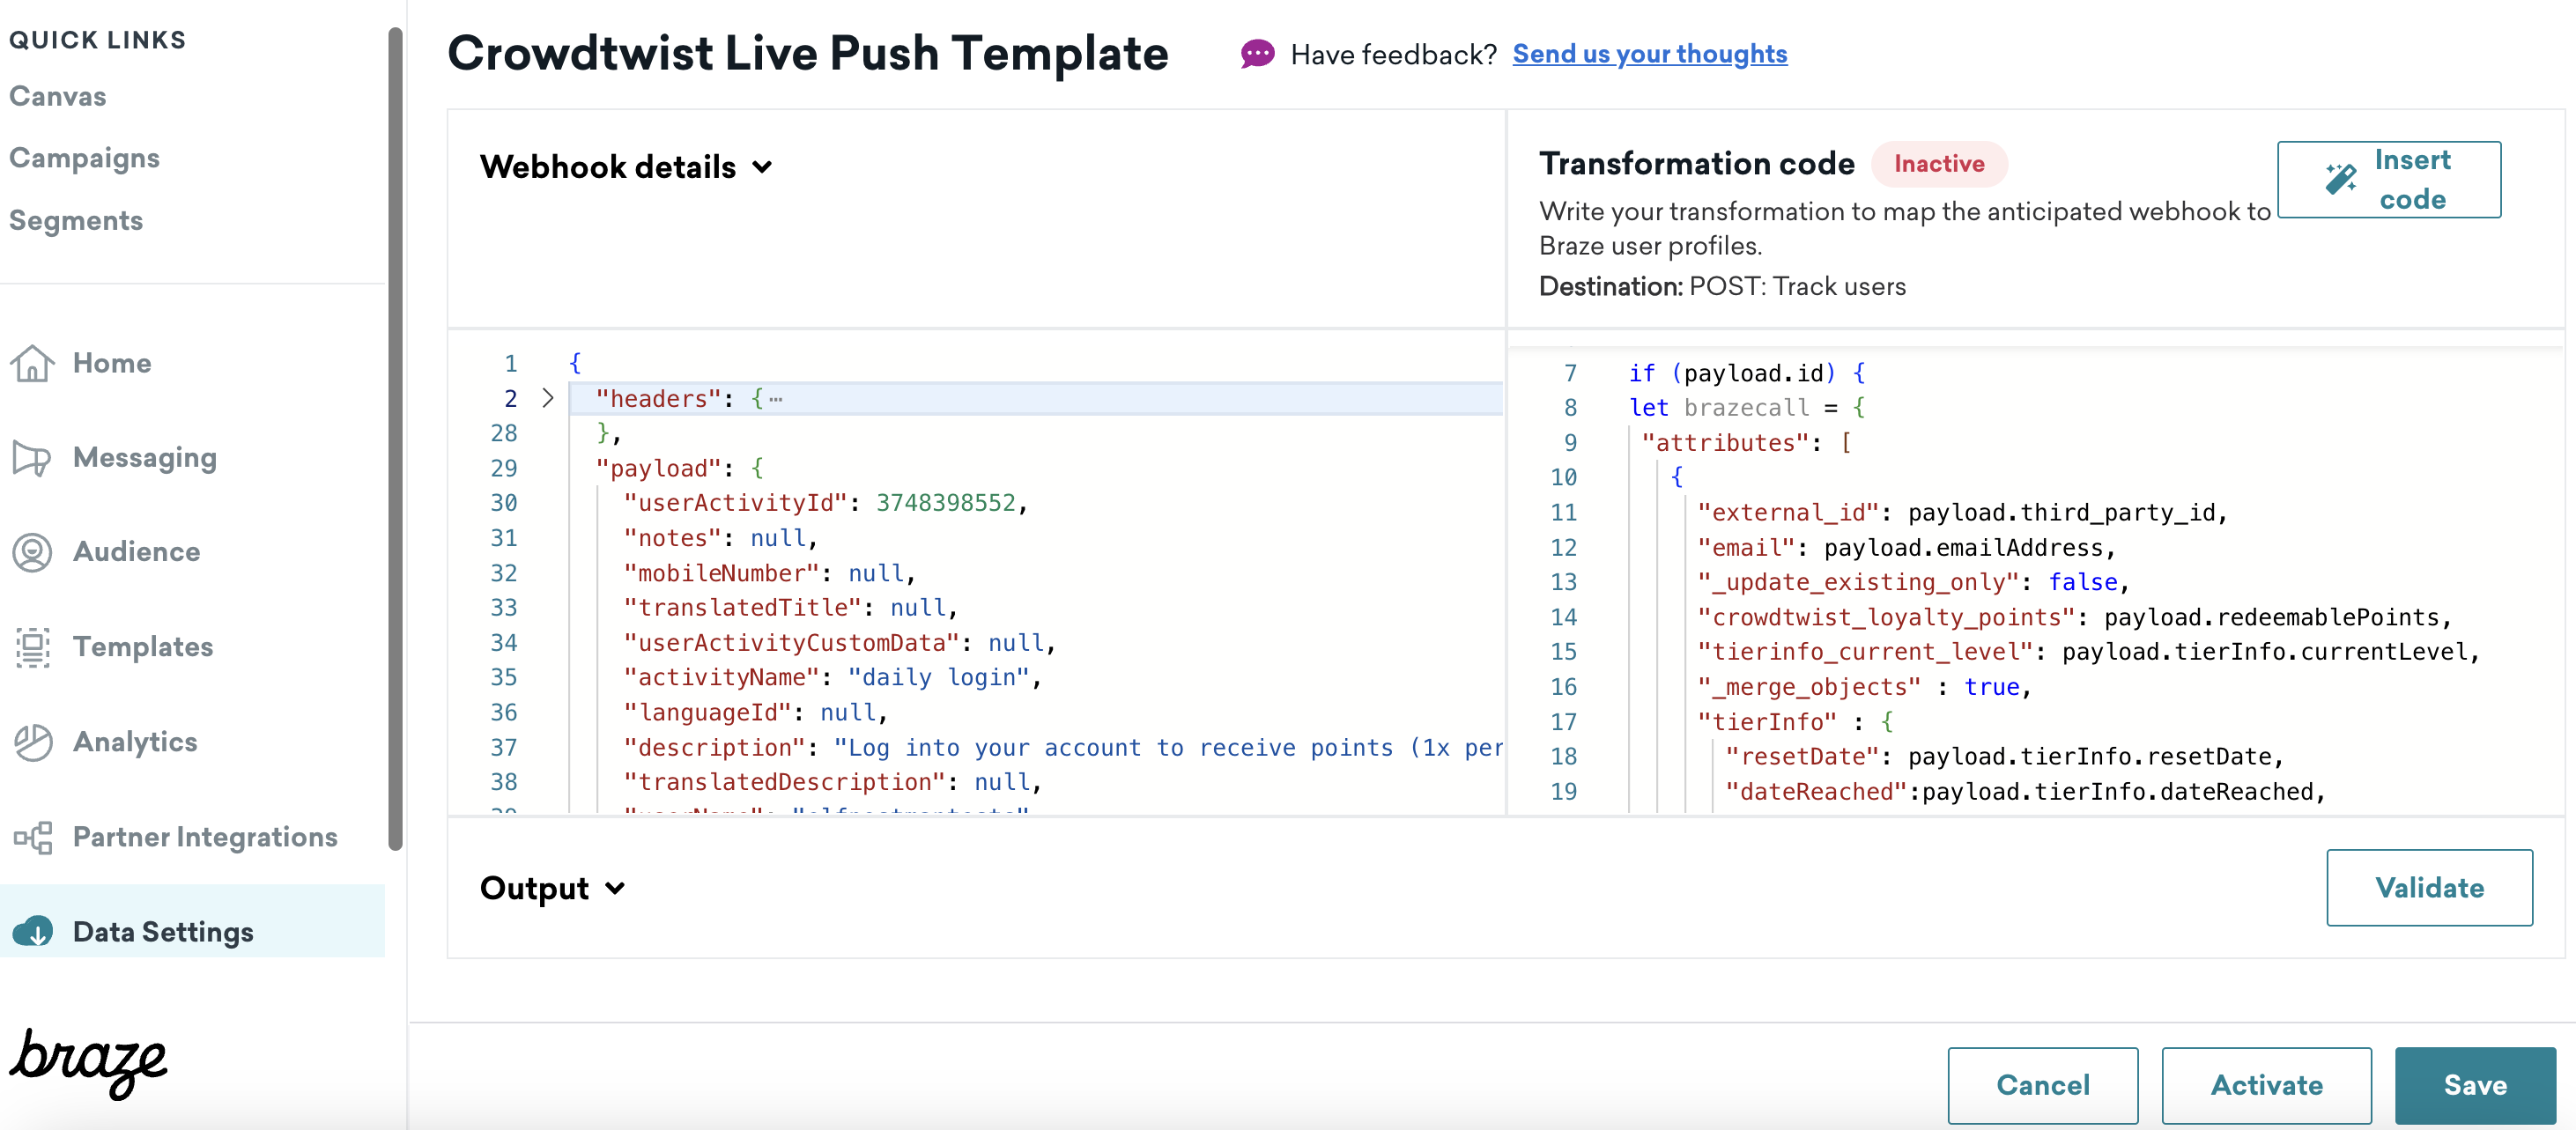 QUICK LINKS
Canvas
Campaigns
Segments
Home
Messaging
Audience
Templates
Analytics
Partner Integrations
Data Settings
braze
Crowdtwist Live Push Template
Have feedback? Send us your thoughts
Webhook details
1 {
2 "headers": { ⋯
28 },
29 "payload": {
30 "userActivityId": 3748398552,
31 "notes": null,
32 "mobileNumber": null,
33 "translatedTitle": null,
34 "userActivityCustomData": null,
35 "activityName": "daily login",
36 "languageId": null,
37 "description": "Log into your account to receive points (1x per
38 "translatedDescription": null,
Transformation code Inactive
Write your transformation to map the anticipated webhook to
Braze user profiles.
Destination: POST: Track users
Insert
code
7 if (payload.id) {
8 let brazecall = {
9 "attributes": [
10 {
11 "external_id": payload.third_party_id,
12 "email": payload.emailAddress,
13 "_update_existing_only": false,
14 "crowdtwist_loyalty_points": payload.redeemablePoints,
15 "tierinfo_current_level": payload.tierInfo.currentLevel,
16 "_merge_objects" : true,
17 "tierInfo" : {
18 "resetDate": payload.tierInfo.resetDate,
19 "dateReached":payload.tierInfo.dateReached,
Output
Validate
Cancel
Activate
Save